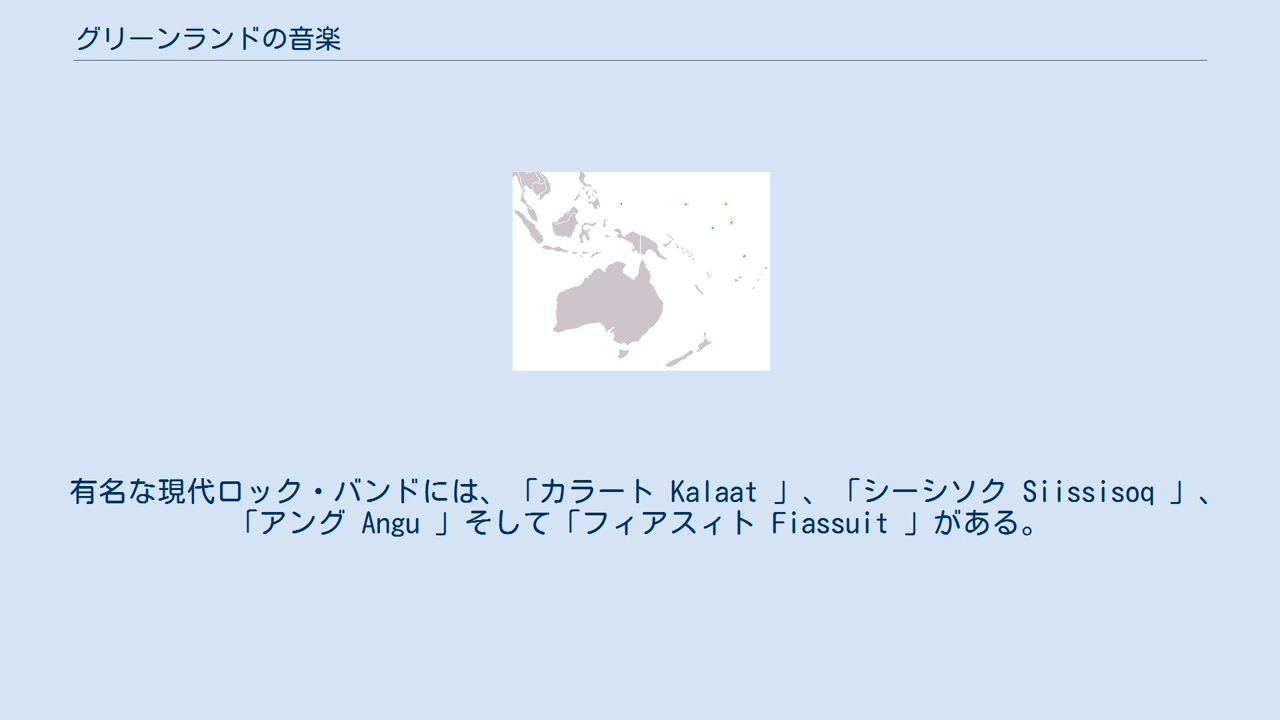 グリーンランドの音楽
有名な現代ロック・バンドには、「カラート Kalaat 」、「シーシソク Siissisoq 」、
「アング Angu 」そして「フィアスィト Fiassuit 」がある。